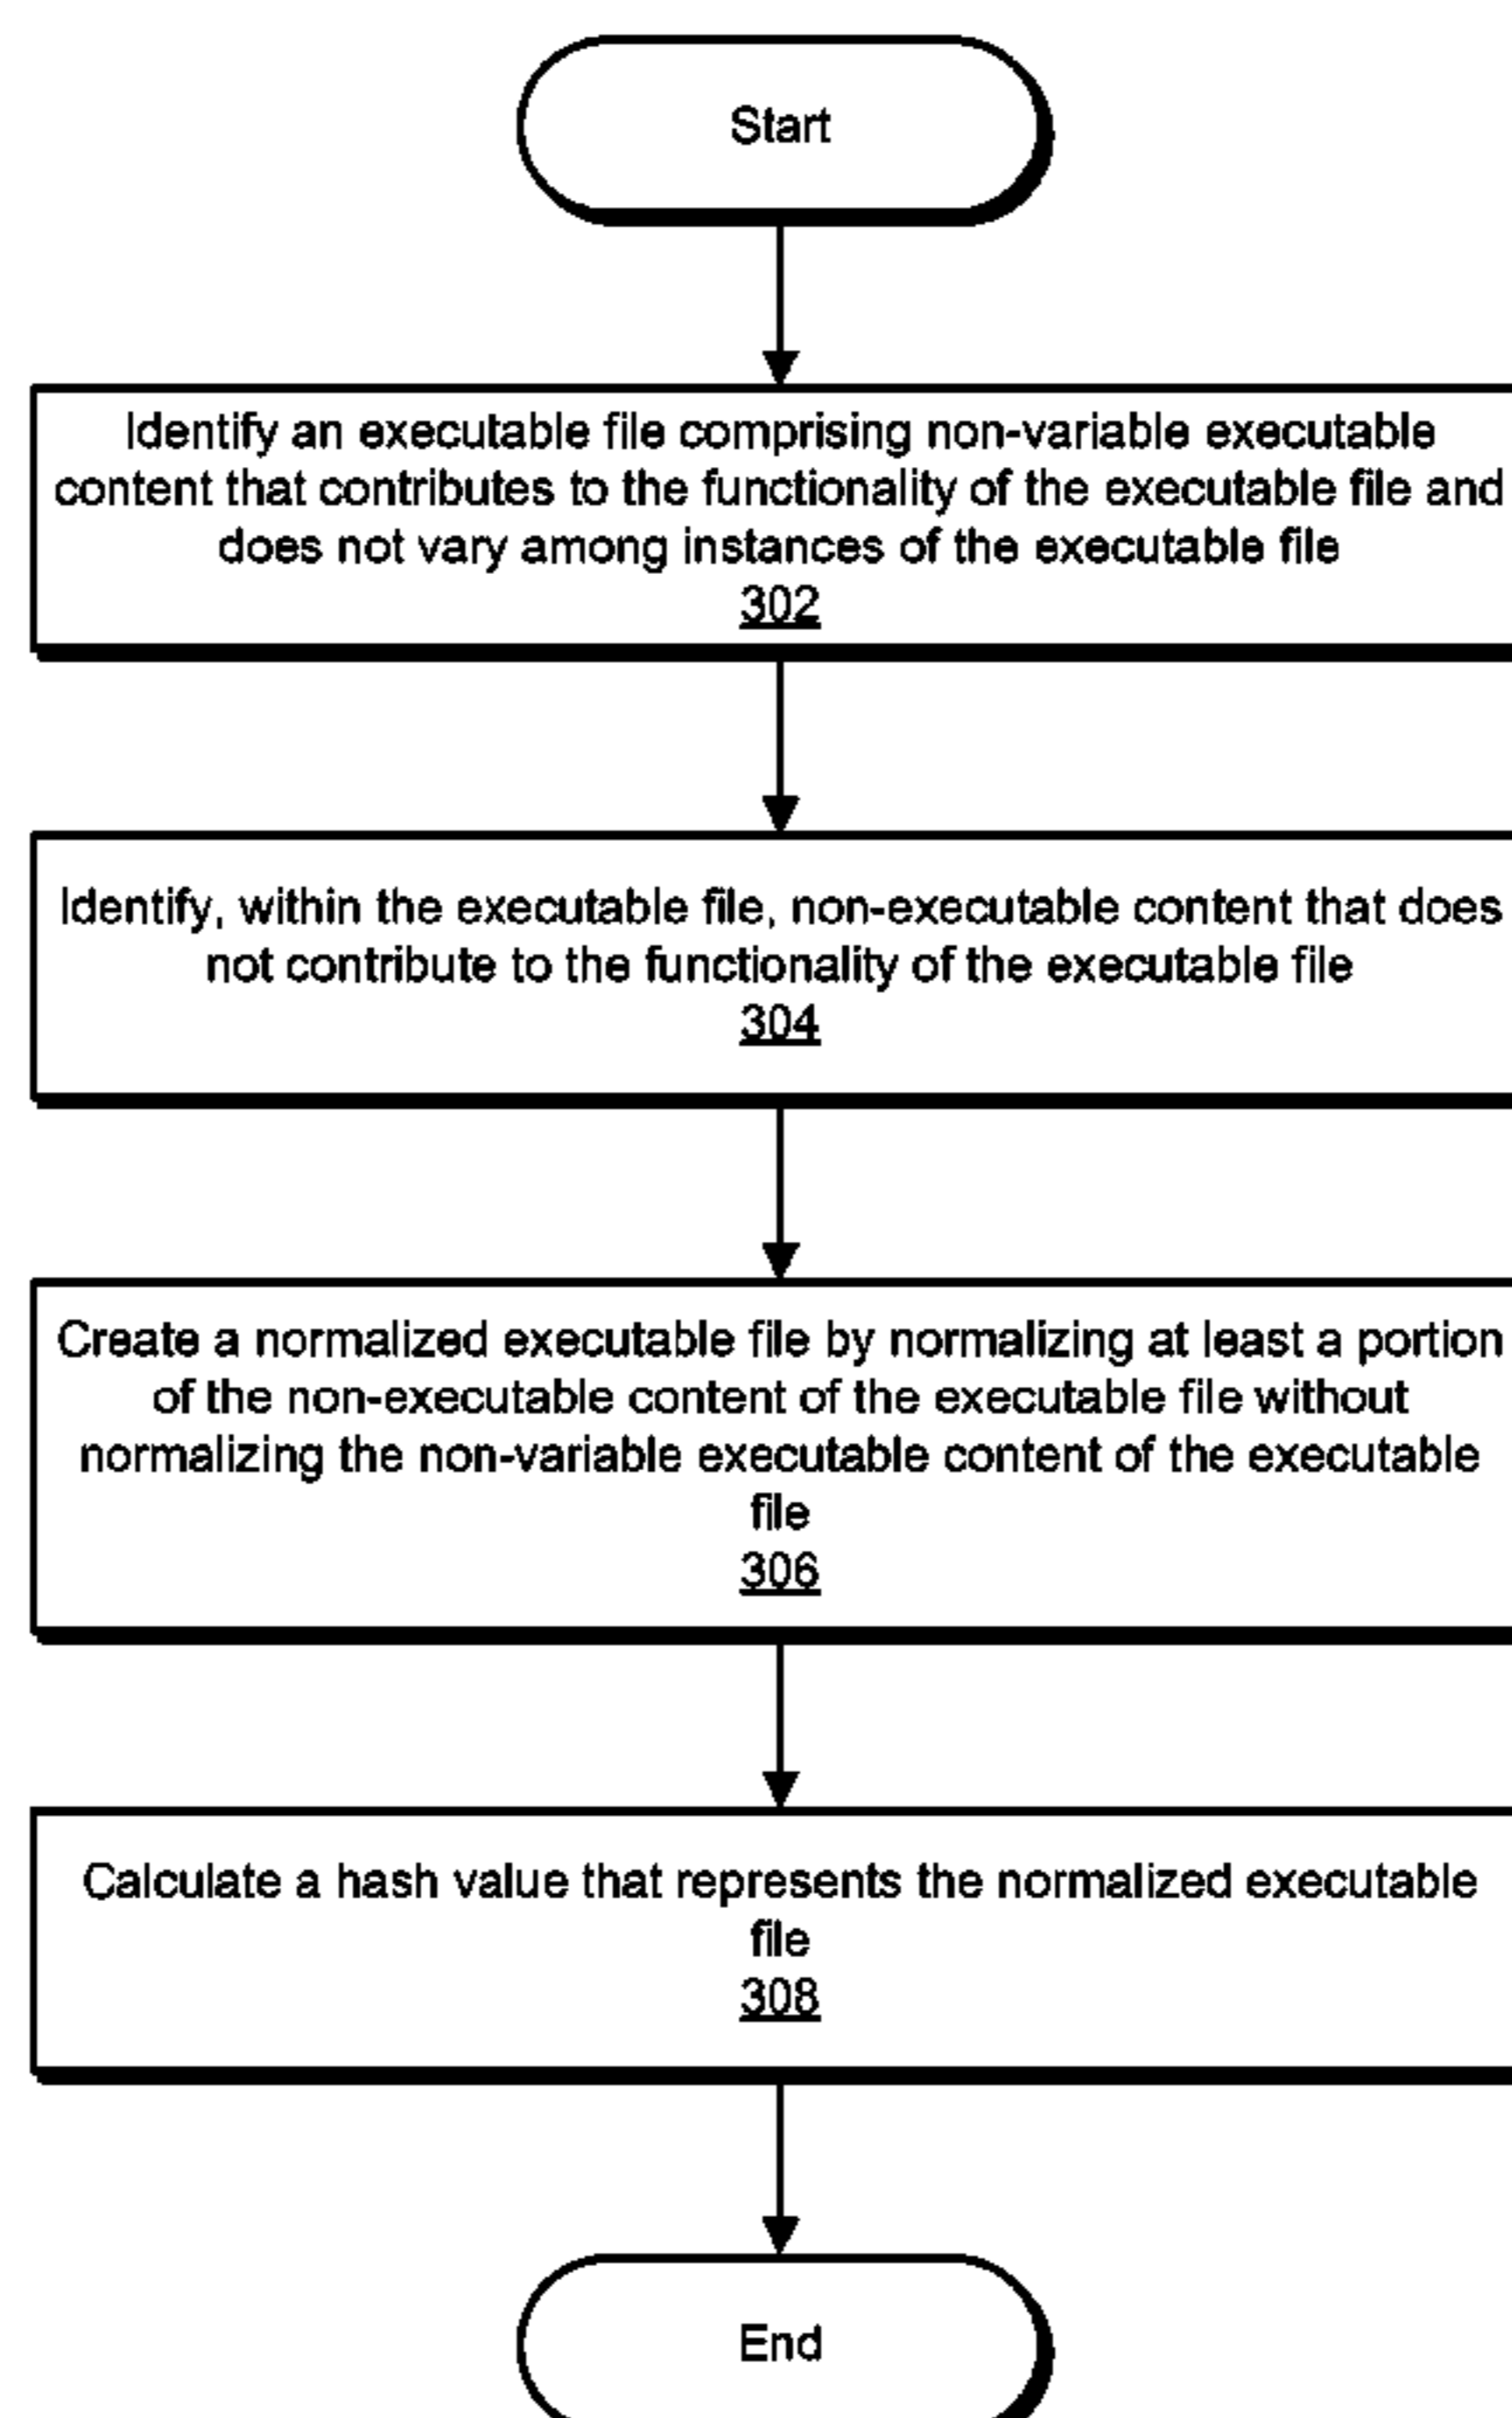 Start
Identify an executable file comprising non-variable executable
content that contributes to the functionality of the executable file and
does not vary among instances of the executable file
302
Identify, within the executable file, non-executable content that does
not contribute to the functionality of the executable file
304
Create a normalized executable file by normalizing at least a portion
of the non-executable content of the executable file without
normalizing the non-variable executable content of the executable
file
306
Calculate a hash value that represents the normalized executable
file
308
End